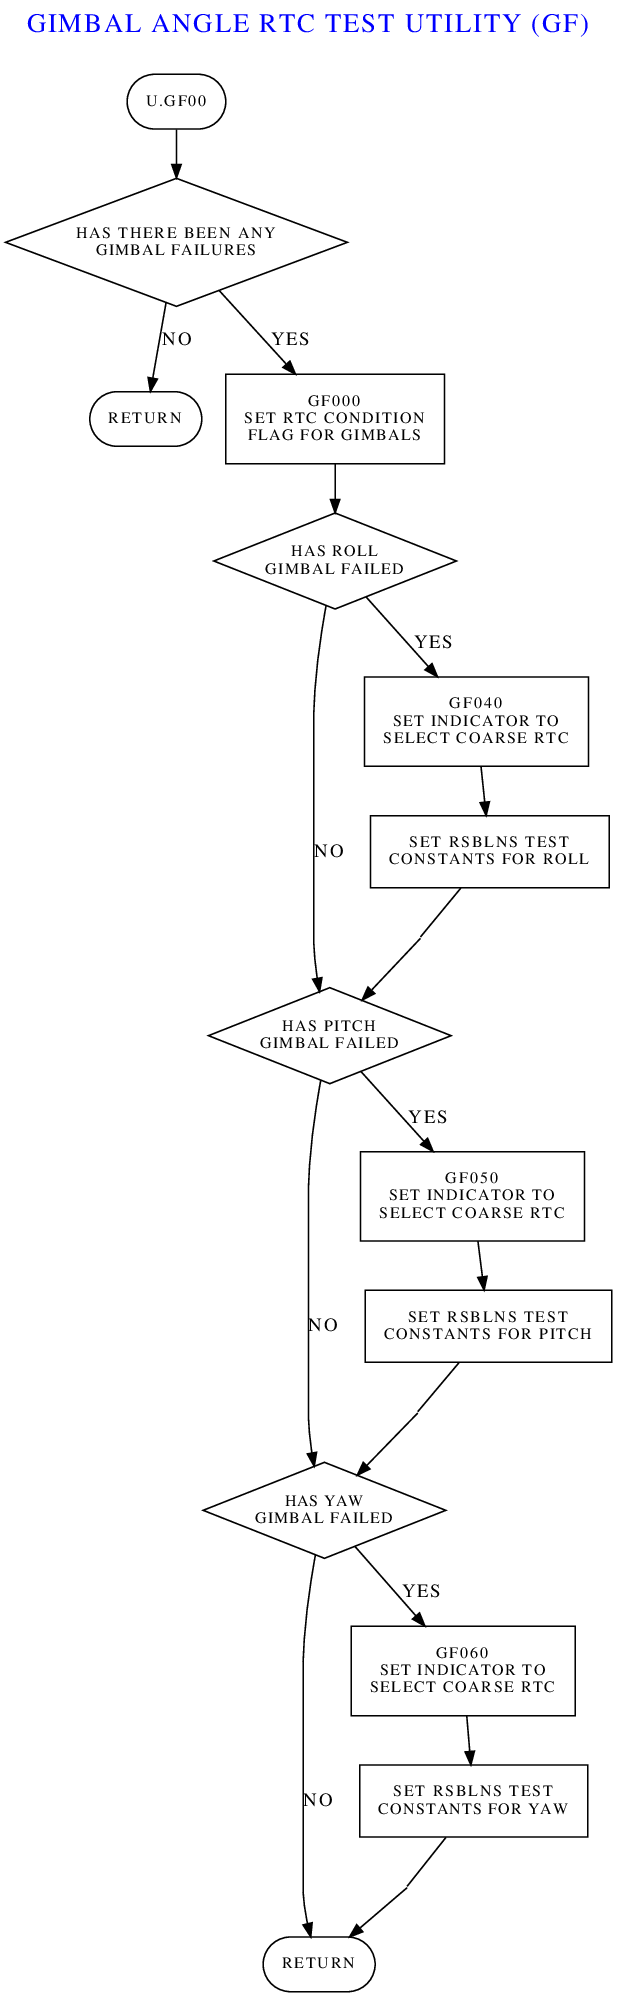 GIMBAL ANGLE RTC TEST UTILITY (GF)
U.GF00
HAS THERE BEEN ANY
GIMBAL FAILURES
NO
YES
RETURN
GF000
SET RTC CONDITION
FLAG FOR GIMBALS
HAS ROLL
GIMBAL FAILED
YES
GF040
SET INDICATOR TO
SELECT COARSE RTC
NO
SET RSBLNS TEST
CONSTANTS FOR ROLL
HAS PITCH
GIMBAL FAILED
YES
GF050
SET INDICATOR TO
SELECT COARSE RTC
NO
SET RSBLNS TEST
CONSTANTS FOR PITCH
HAS YAW
GIMBAL FAILED
YES
GF060
SET INDICATOR TO
SELECT COARSE RTC
NO
SET RSBLNS TEST
CONSTANTS FOR YAW
RETURN